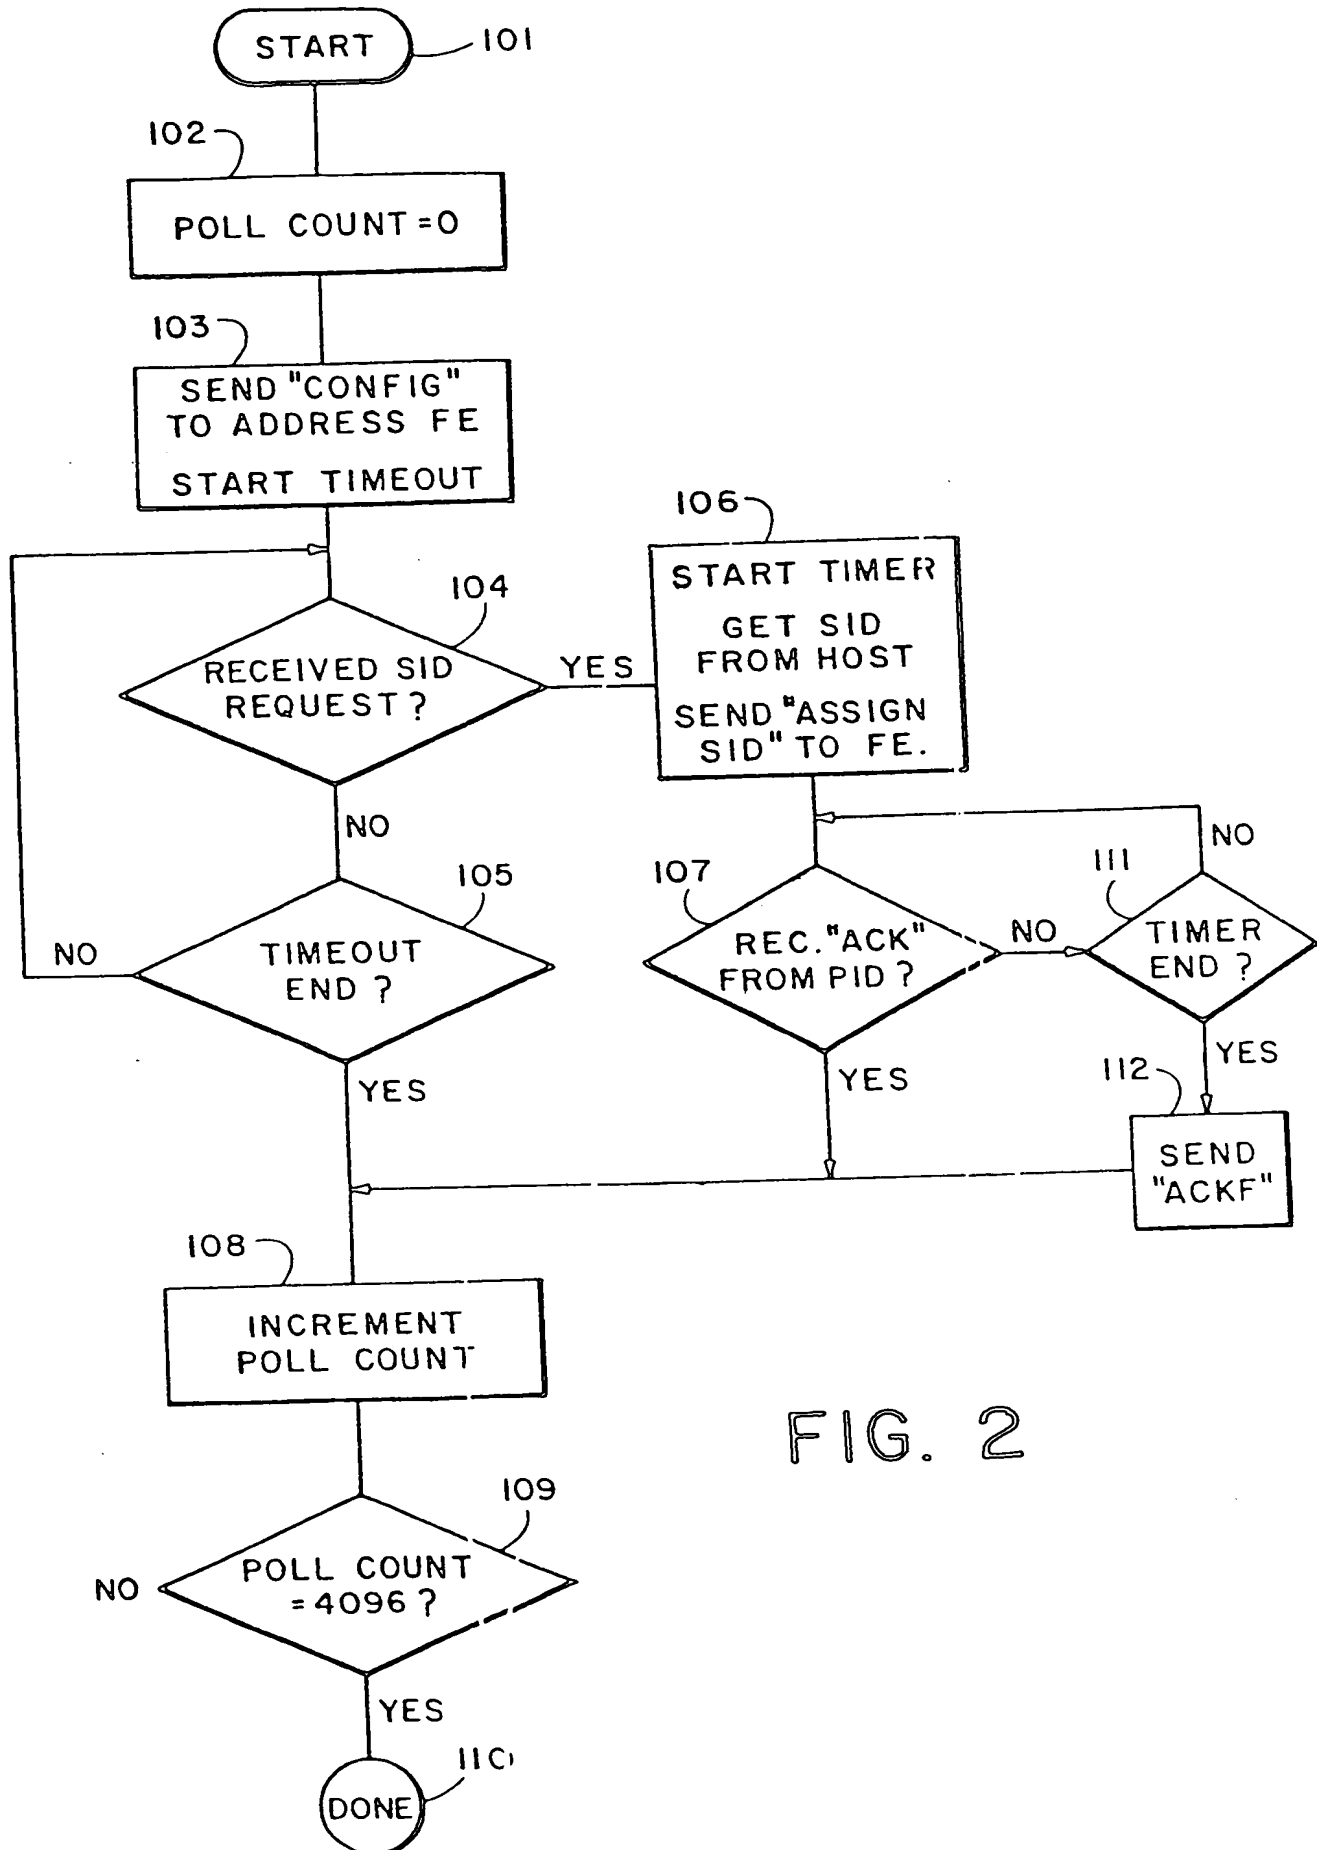 START
101
102
POLL COUNT = 0
103
SEND "CONFIG"
TO ADDRESS FE
START TIMEOUT
104
RECEIVED SID
REQUEST ?
YES
NO
106
START TIMER
GET SID
FROM HOST
SEND "ASSIGN
SID" TO FE.
105
TIMEOUT
END ?
NO
YES
107
REC. "ACK"
FROM PID ?
NO
YES
111
TIMER
END ?
NO
YES
112
SEND
"ACKF"
108
INCREMENT
POLL COUNT
109
POLL COUNT
= 4096 ?
NO
YES
110
DONE
FIG. 2